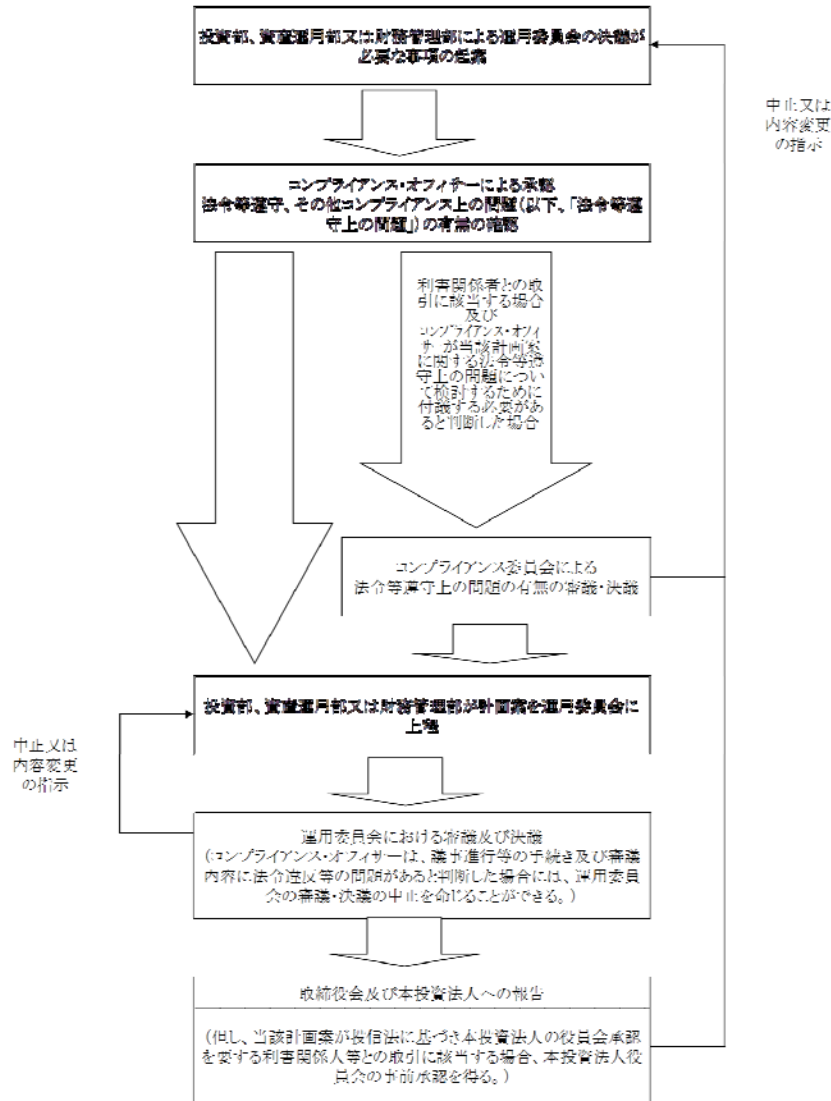 投資部、資産運用部又は財務管理部による運用委員会の決議が
必要な事項の起案
中止又は
内容変更
の指示
コンプライアンス・オフィサーによる承認
法令等遵守、その他コンプライアンス上の問題（以下、「法令等遵
守上の問題」）の有無の確認
利害関係者との取
引に該当する場合
及び
コンプライアンス・オフィ
サーが当該計画案
に関する法令等遵
守上の問題につい
て検討するために
付議する必要があ
ると判断した場合
コンプライアンス委員会による
法令等遵守上の問題の有無の審議・決議
投資部、資産運用部又は財務管理部が計画案を運用委員会に
上程
中止又は
内容変更
の指示
運用委員会における審議及び決議
（コンプライアンス・オフィサーは、議事進行等の手続き及び審議
内容に法令違反等の問題があると判断した場合には、運用委員
会の審議・決議の中止を命じることができる。）
取締役会及び本投資法人への報告
（但し、当該計画案が投信法に基づき本投資法人の役員会承認
を要する利害関係人等との取引に該当する場合、本投資法人役
員会の事前承認を得る。）